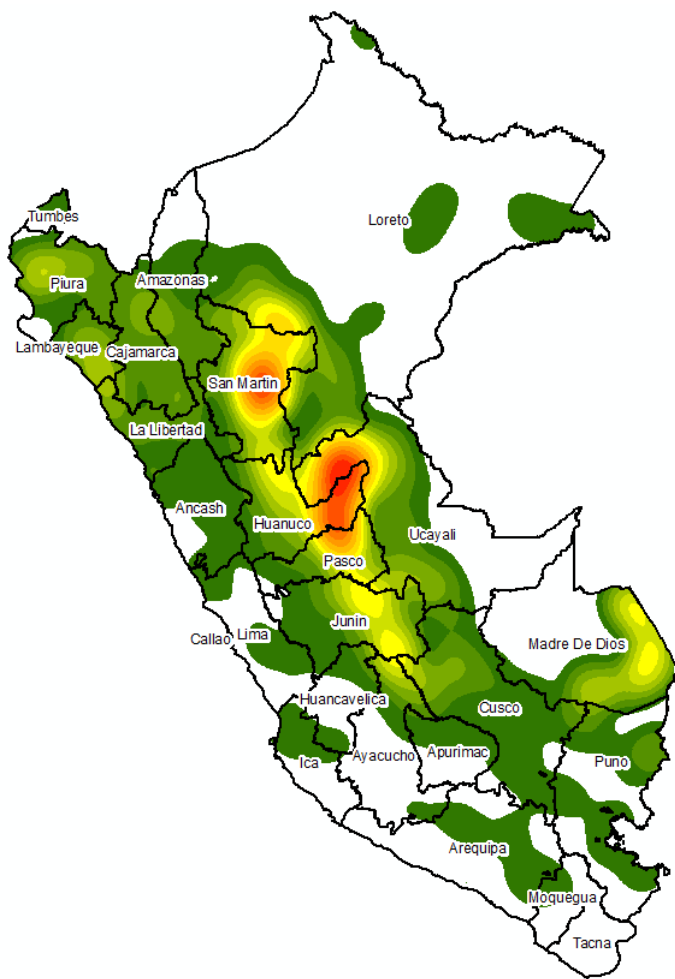 Tumbes
Loreto
Piura
Amazonas
Lambayeque
Cajamarca
San Martin
La Libertad
Ancash
Huanuco
Ucayali
Pasco
Junin
Callao
Lima
Madre De Dios
Huancavelica
Cusco
Ica
Ayacucho
Apurimac
Puno
Arequipa
Moquegua
Tacna